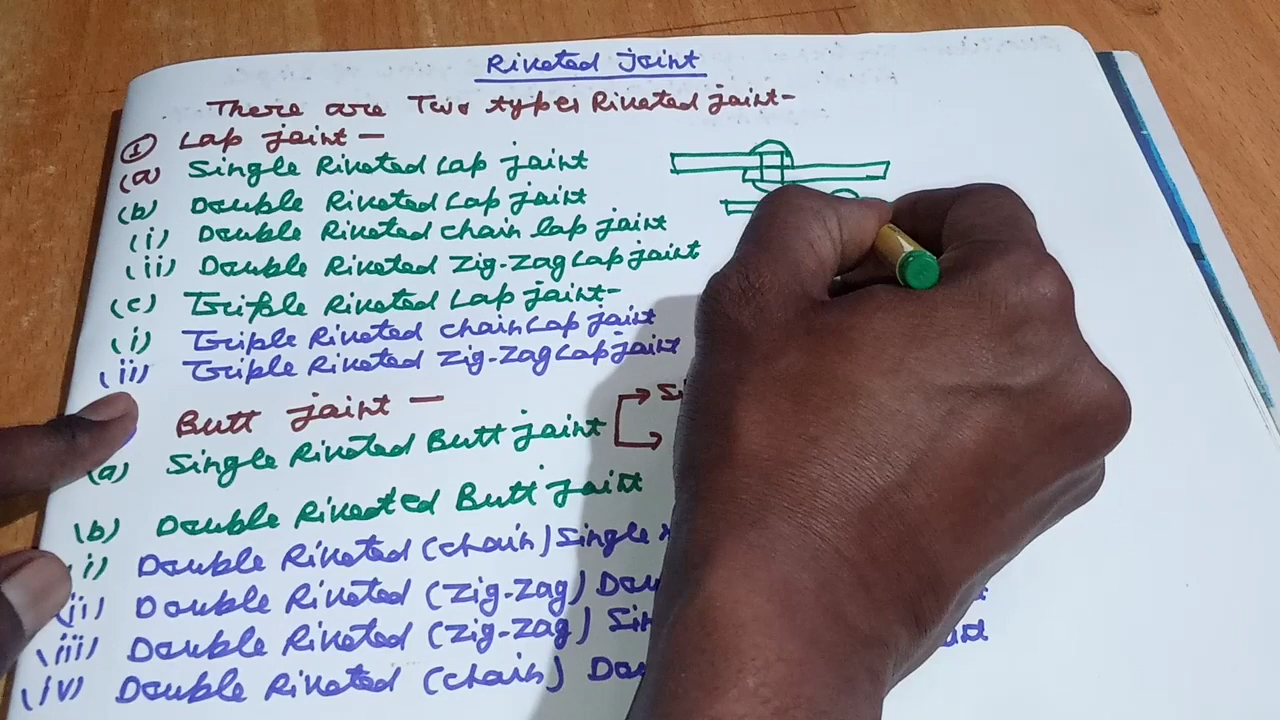 Riveted joint
There are Two types Riveted joint-
① Lap joint -
(a) Single Riveted Lap joint
(b) Double Riveted Lap joint
(i) Double Riveted chain lap joint
(ii) Double Riveted Zig-Zag Lap joint
(c) Triple Riveted Lap joint-
(i) Triple Riveted chain Lap joint
(ii) Triple Riveted Zig-Zag Lap joint
Butt joint -
(a) Single Riveted Butt joint
(b) Double Riveted Butt joint
i) Double Riveted (chain) Single
(ii) Double Riveted (Zig-Zag)
(iii) Double Riveted (Zig-Zag)
(iv) Double Riveted (chain)